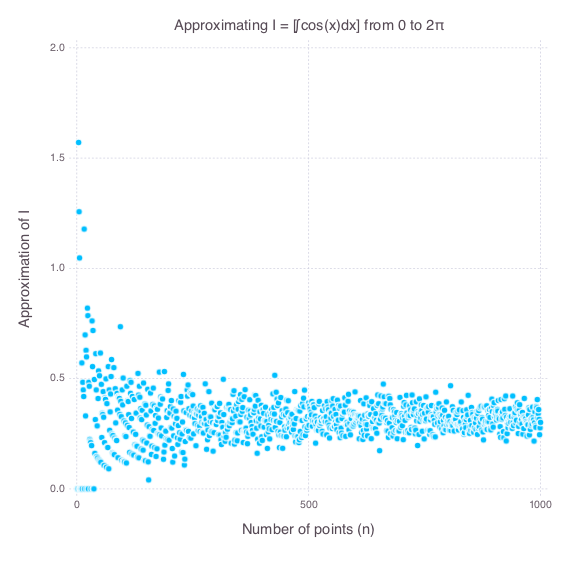 Approximating I = [∫cos(x)dx] from 0 to 2π
2.0
1.5
1.0
0.5
0.0
Approximation of I
0
500
1000
Number of points (n)